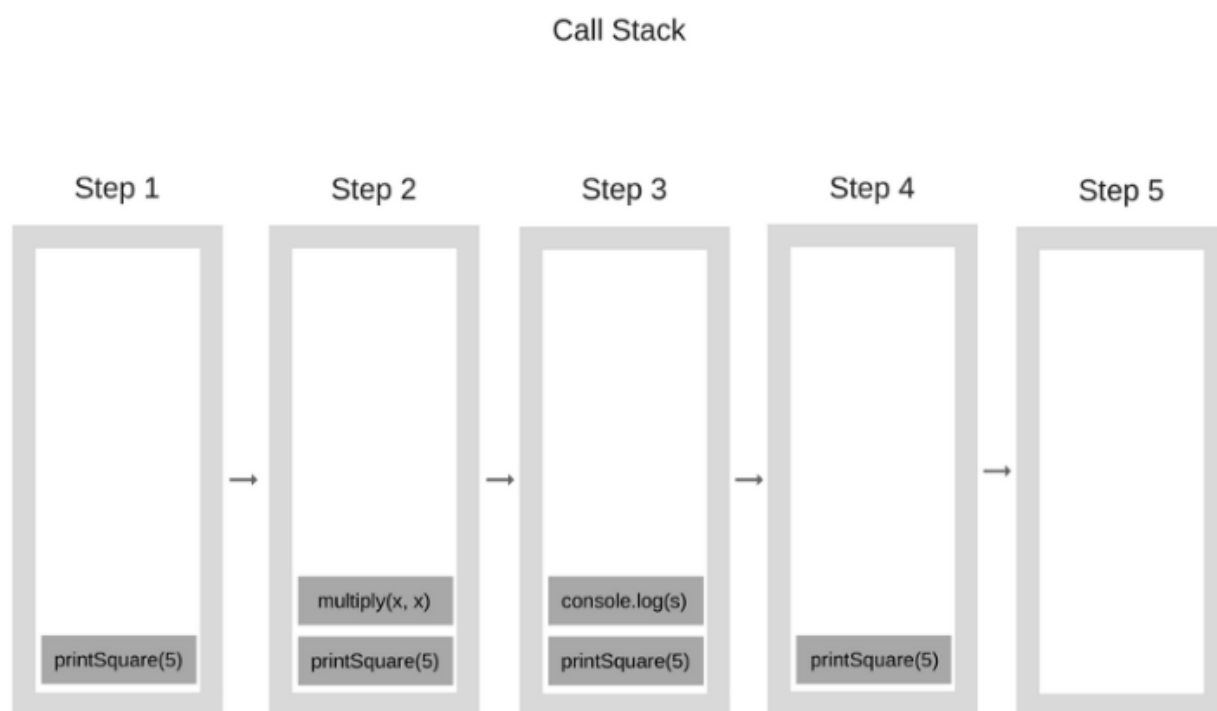 Call Stack
Step 1
Step 2
Step 3
Step 4
Step 5
multiply(x, x)
console.log(s)
printSquare(5)
printSquare(5)
printSquare(5)
printSquare(5)